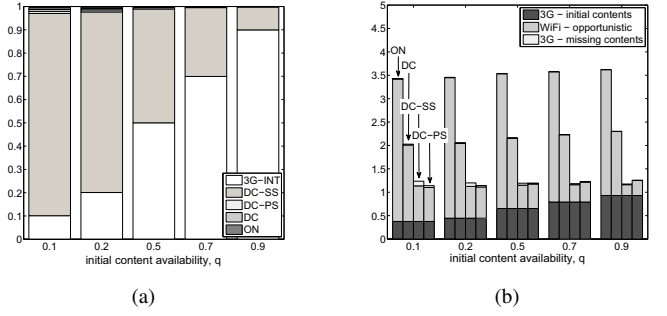 1
0.9
0.8
0.7
0.6
0.5
0.4
0.3
0.2
0.1
0
3G−INT
DC−SS
DC−PS
DC
ON
0.1 0.2 0.5 0.7 0.9
initial content availability, q
(a)
5
4.5
4
3.5
3
2.5
2
1.5
1
0.5
0
3G − initial contents
WiFi − opportunistic
3G − missing contents
ON
DC
DC−SS
DC−PS
0.1 0.2 0.5 0.7 0.9
initial content availability, q
(b)